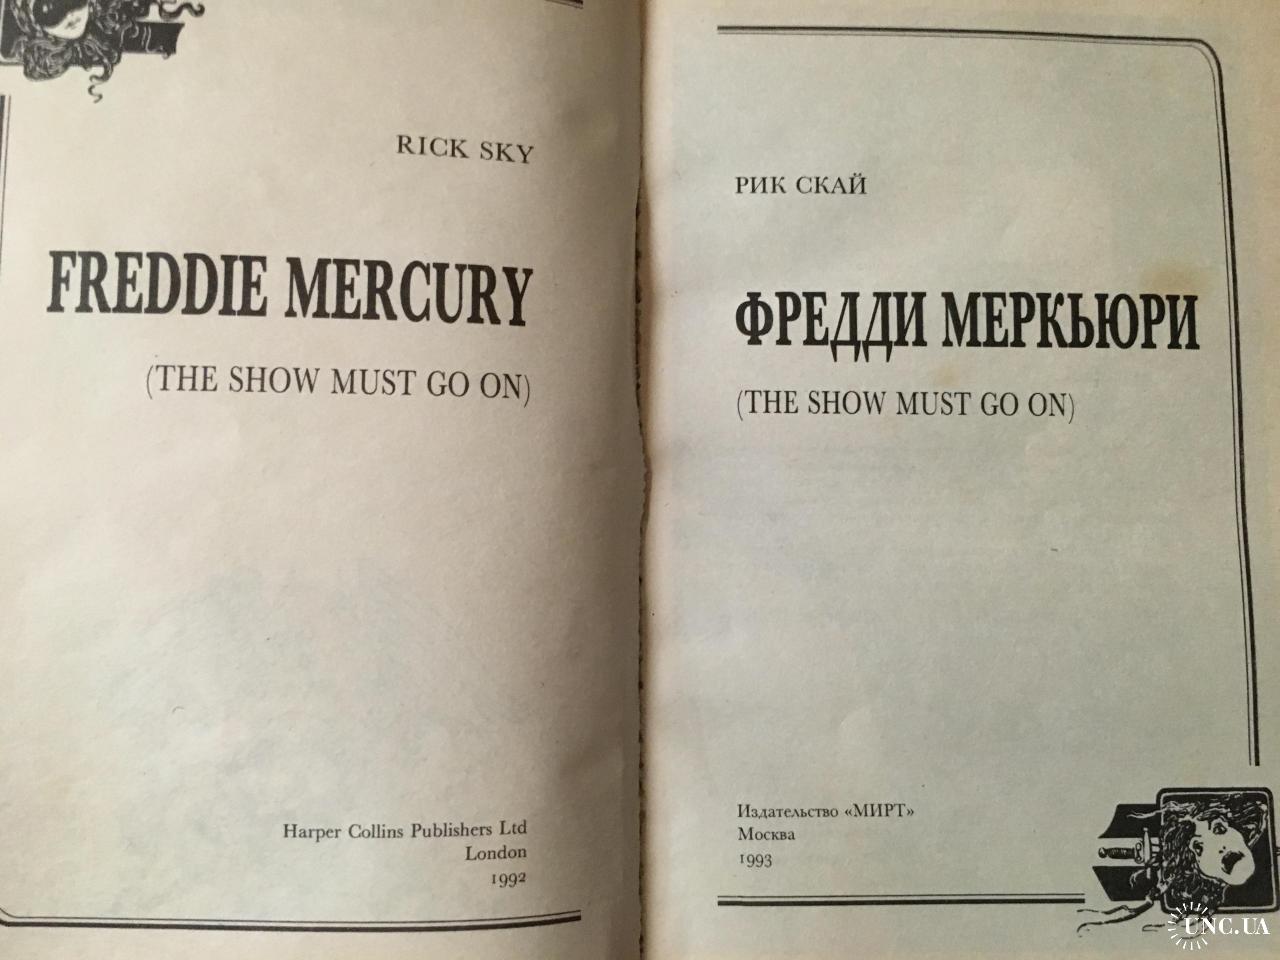 RICK SKY
FREDDIE MERCURY
(THE SHOW MUST GO ON)
Harper Collins Publishers Ltd
London
1992
РИК СКАЙ
ФРЕДДИ МЕРКЬЮРИ
(THE SHOW MUST GO ON)
Издательство «МИРТ»
Москва
1993
UNC.UA